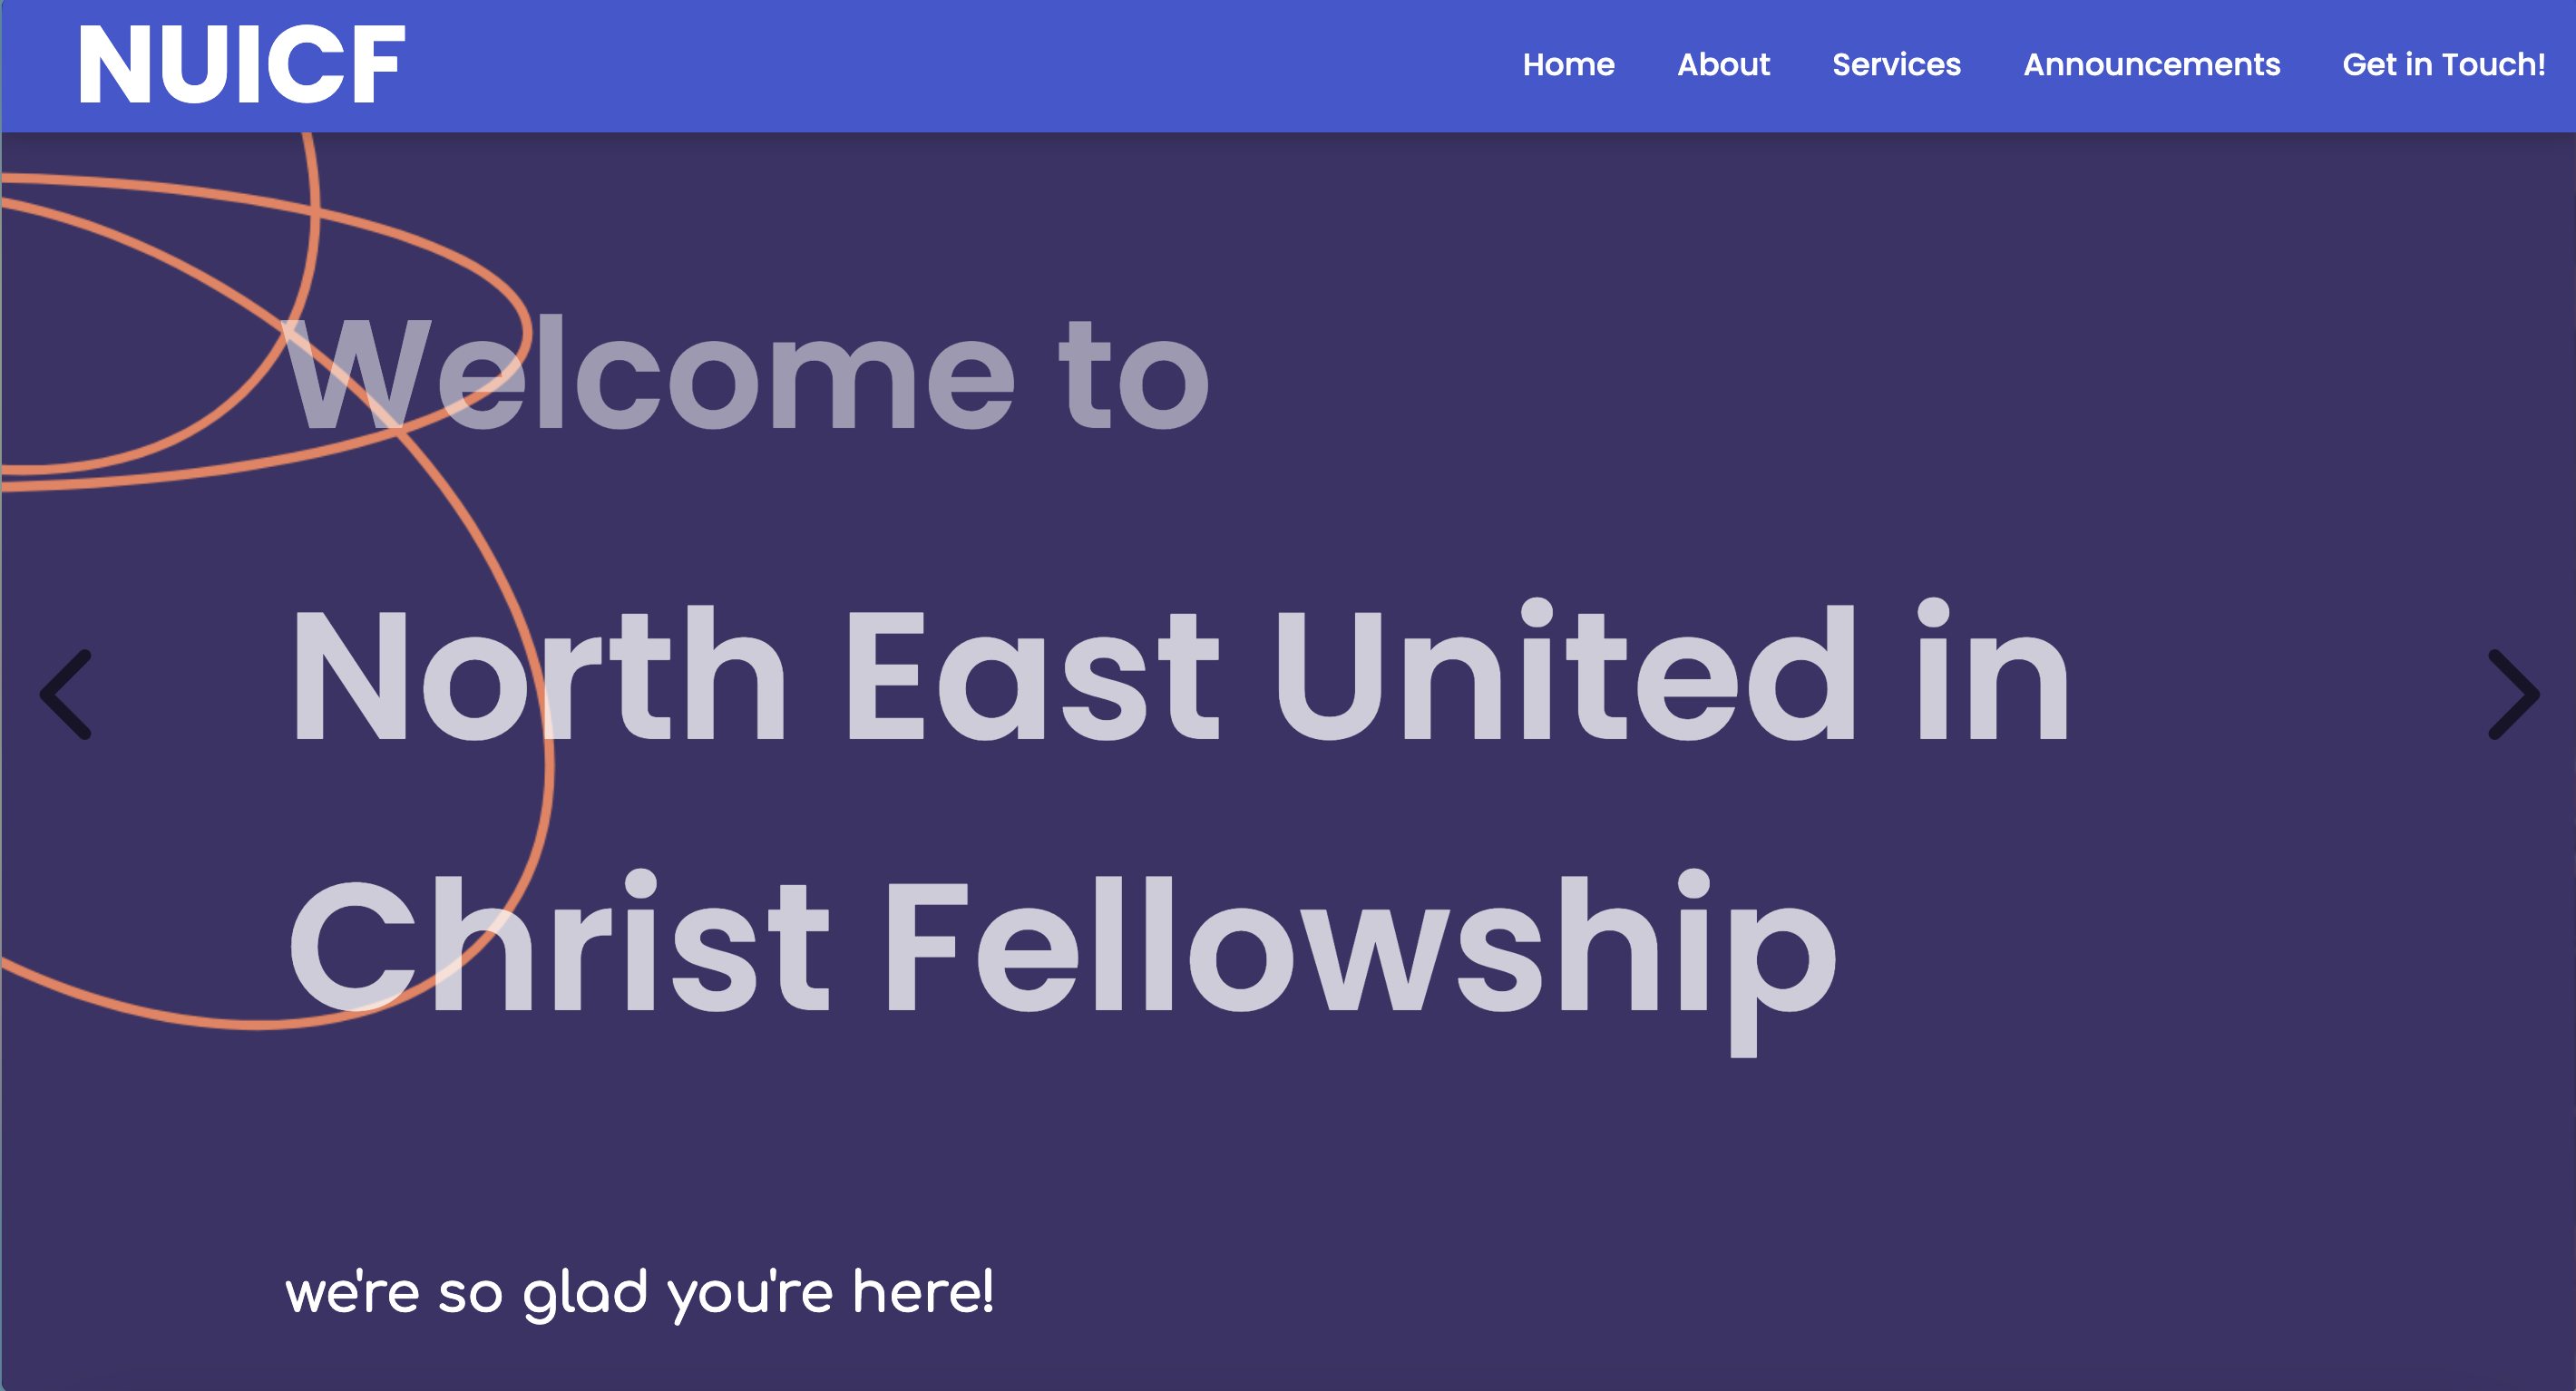 NUICF
Home About Services Announcements Get in Touch!
Welcome to
North East United in
Christ Fellowship
we're so glad you're here!